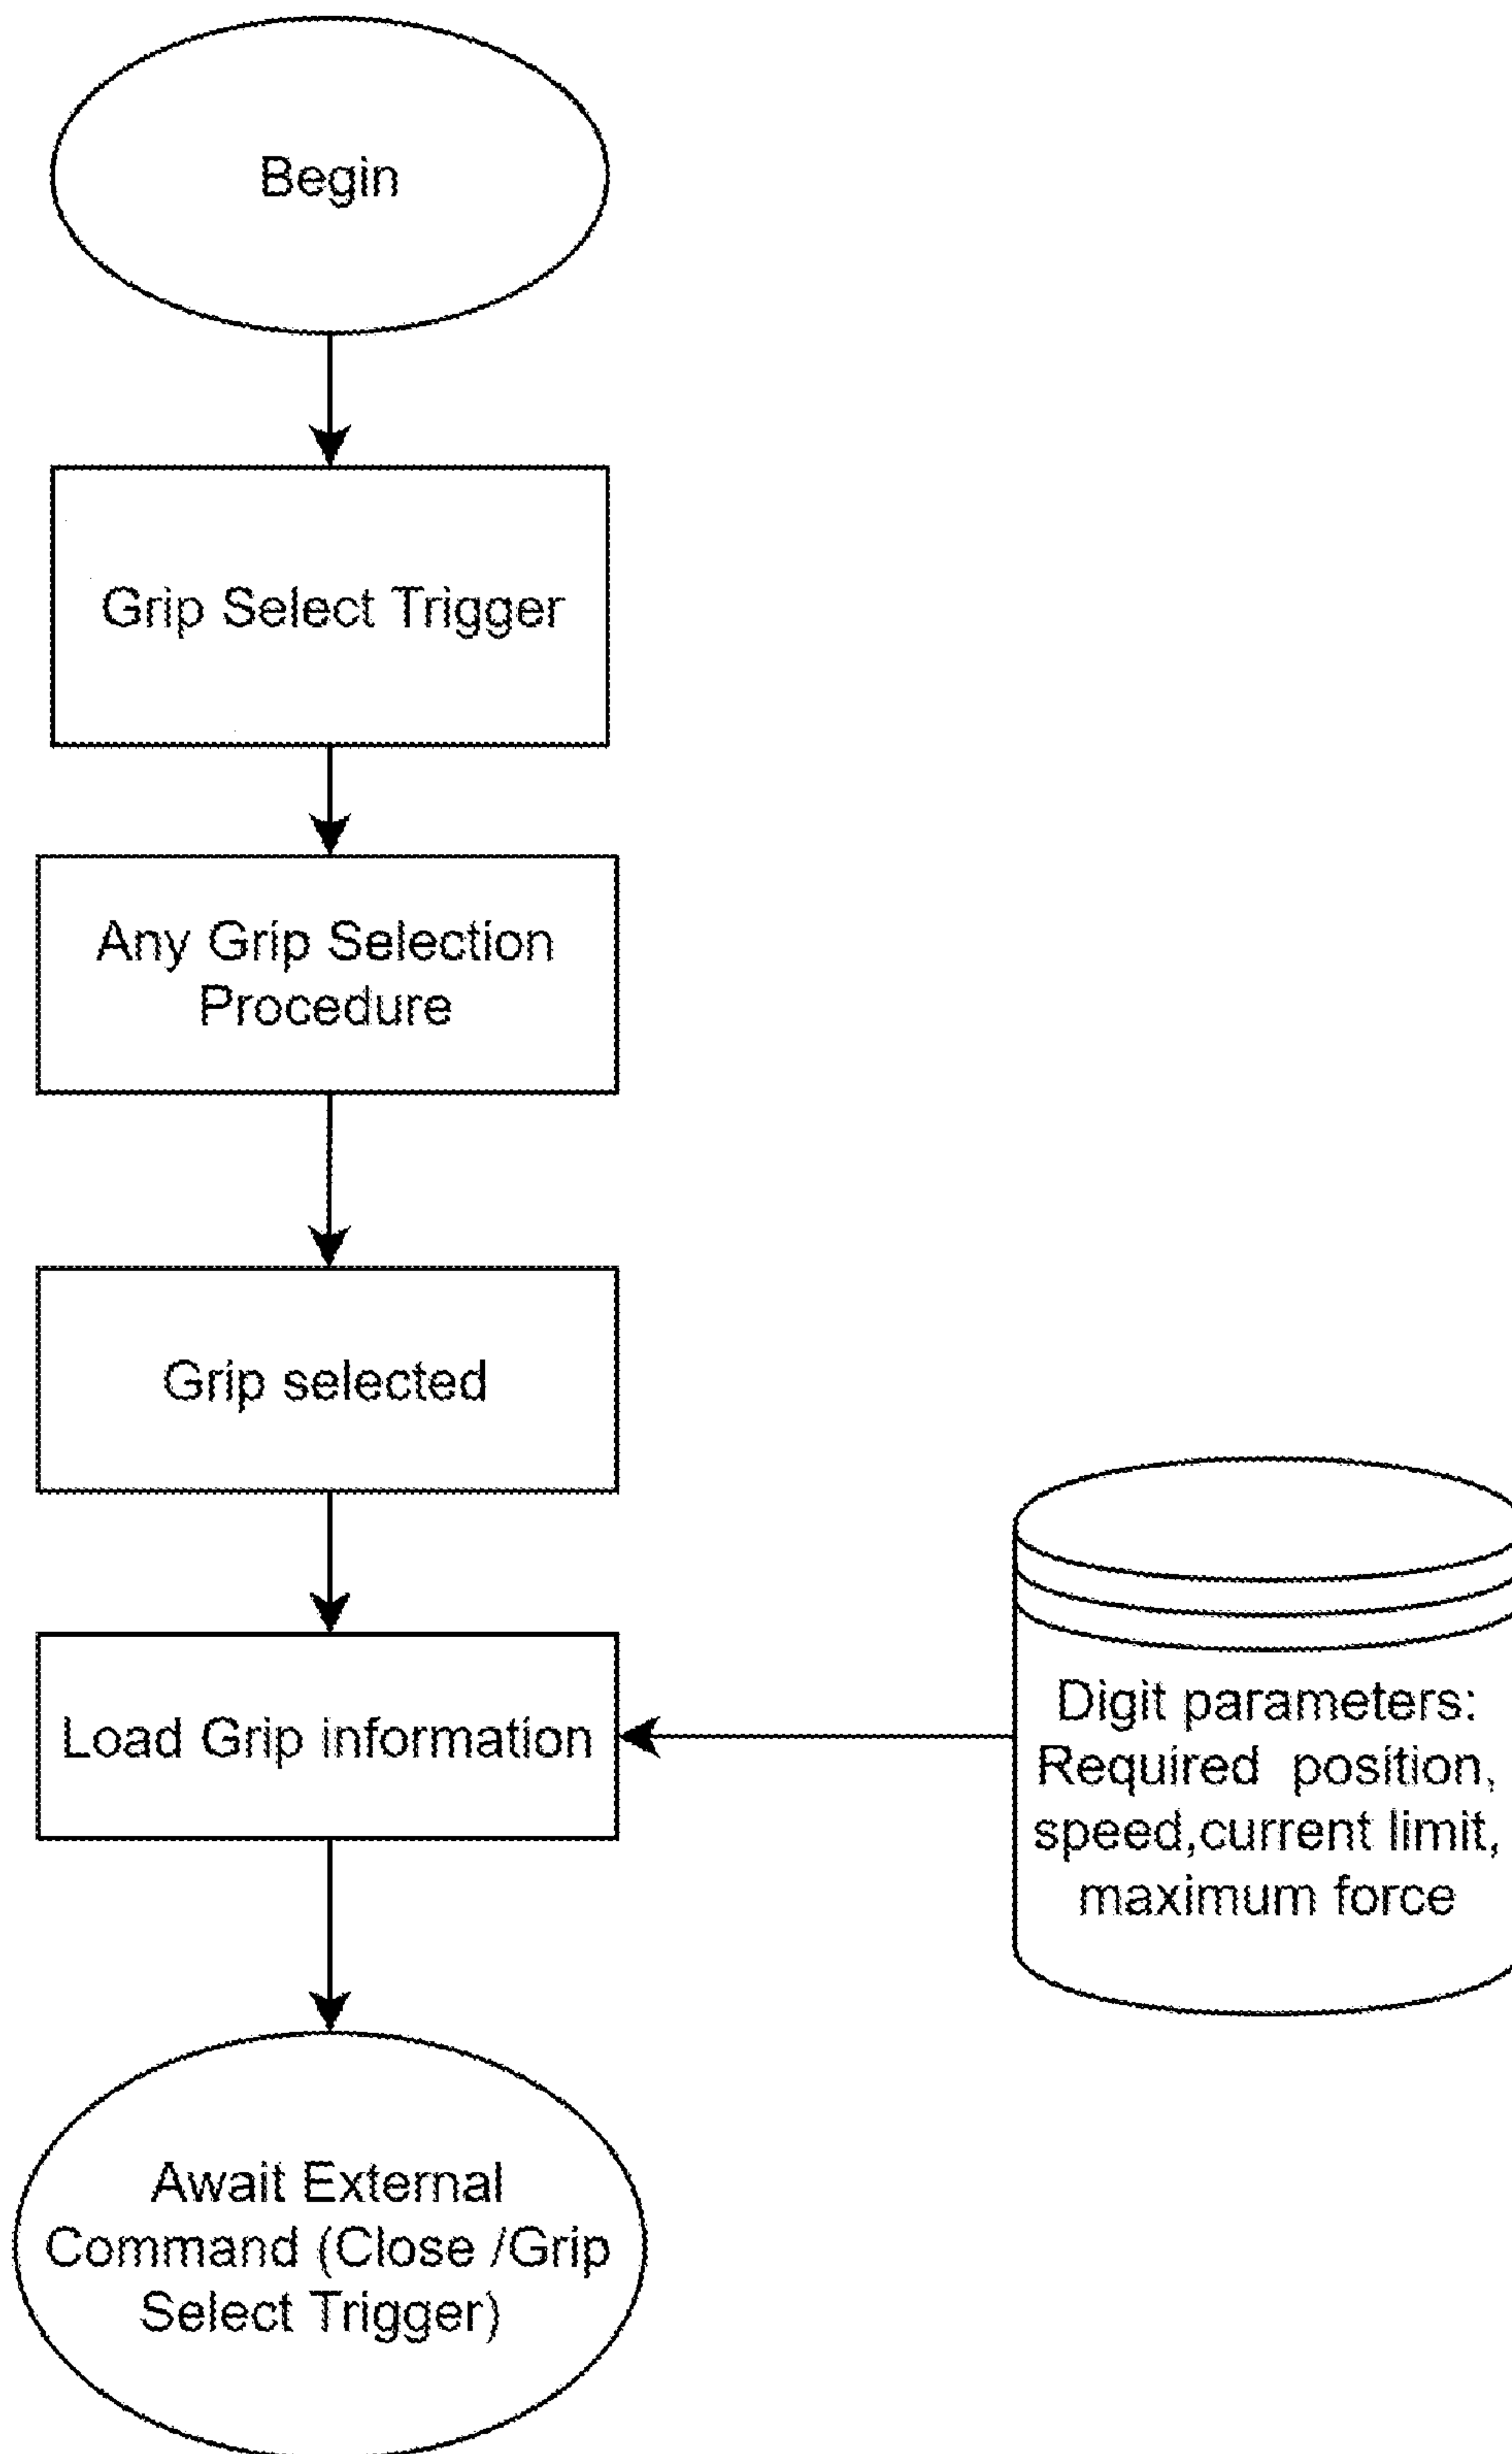 Begin
Grip Select Trigger
Any Grip Selection
Procedure
Grip selected
Load Grip information
Digit parameters:
Required position,
speed,current limit,
maximum force
Await External
Command (Close /Grip
Select Trigger)